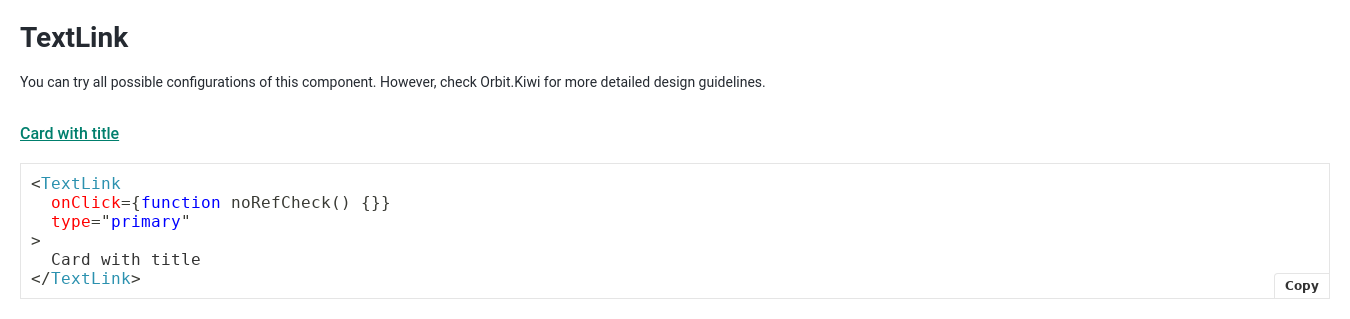 TextLink
You can try all possible configurations of this component. However, check Orbit.Kiwi for more detailed design guidelines.
Card with title
<TextLink
  onClick={function noRefCheck() {}}
  type="primary"
>
  Card with title
</TextLink>
Copy